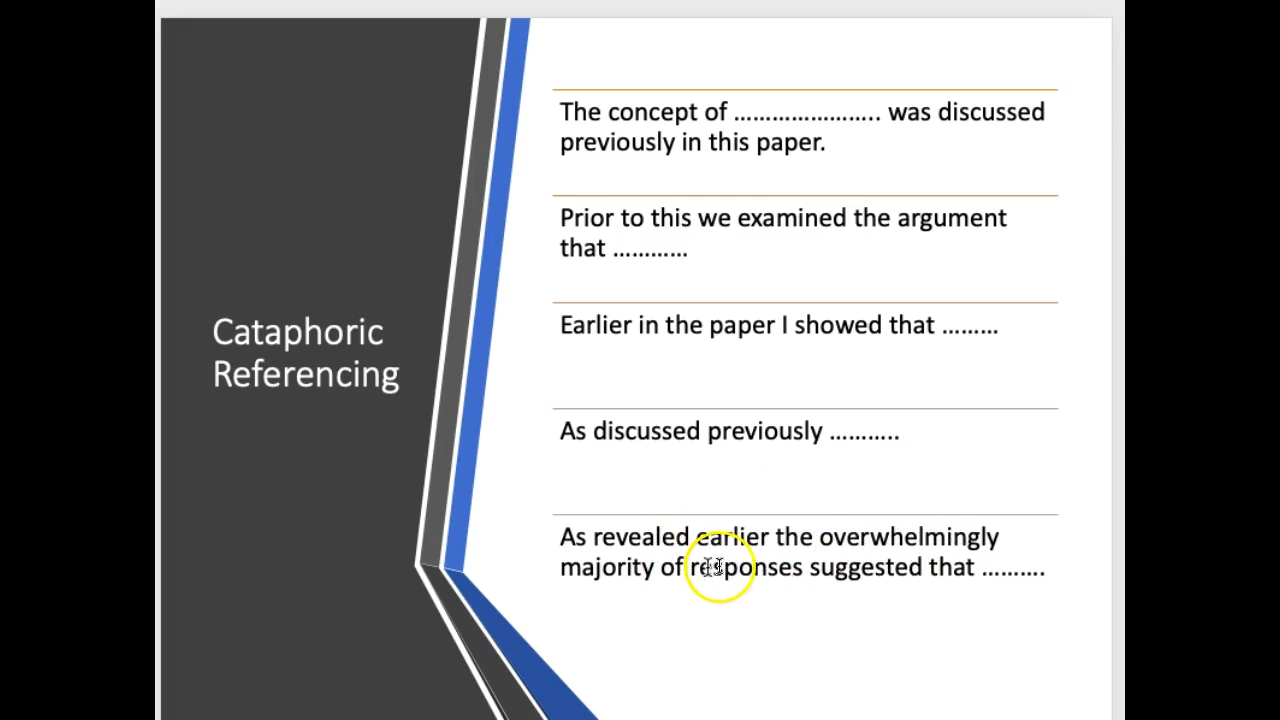 Cataphoric
Referencing
The concept of ………………….. was discussed
previously in this paper.
Prior to this we examined the argument
that …………
Earlier in the paper I showed that ………
As discussed previously ………..
As revealed earlier the overwhelmingly
majority of responses suggested that ……….